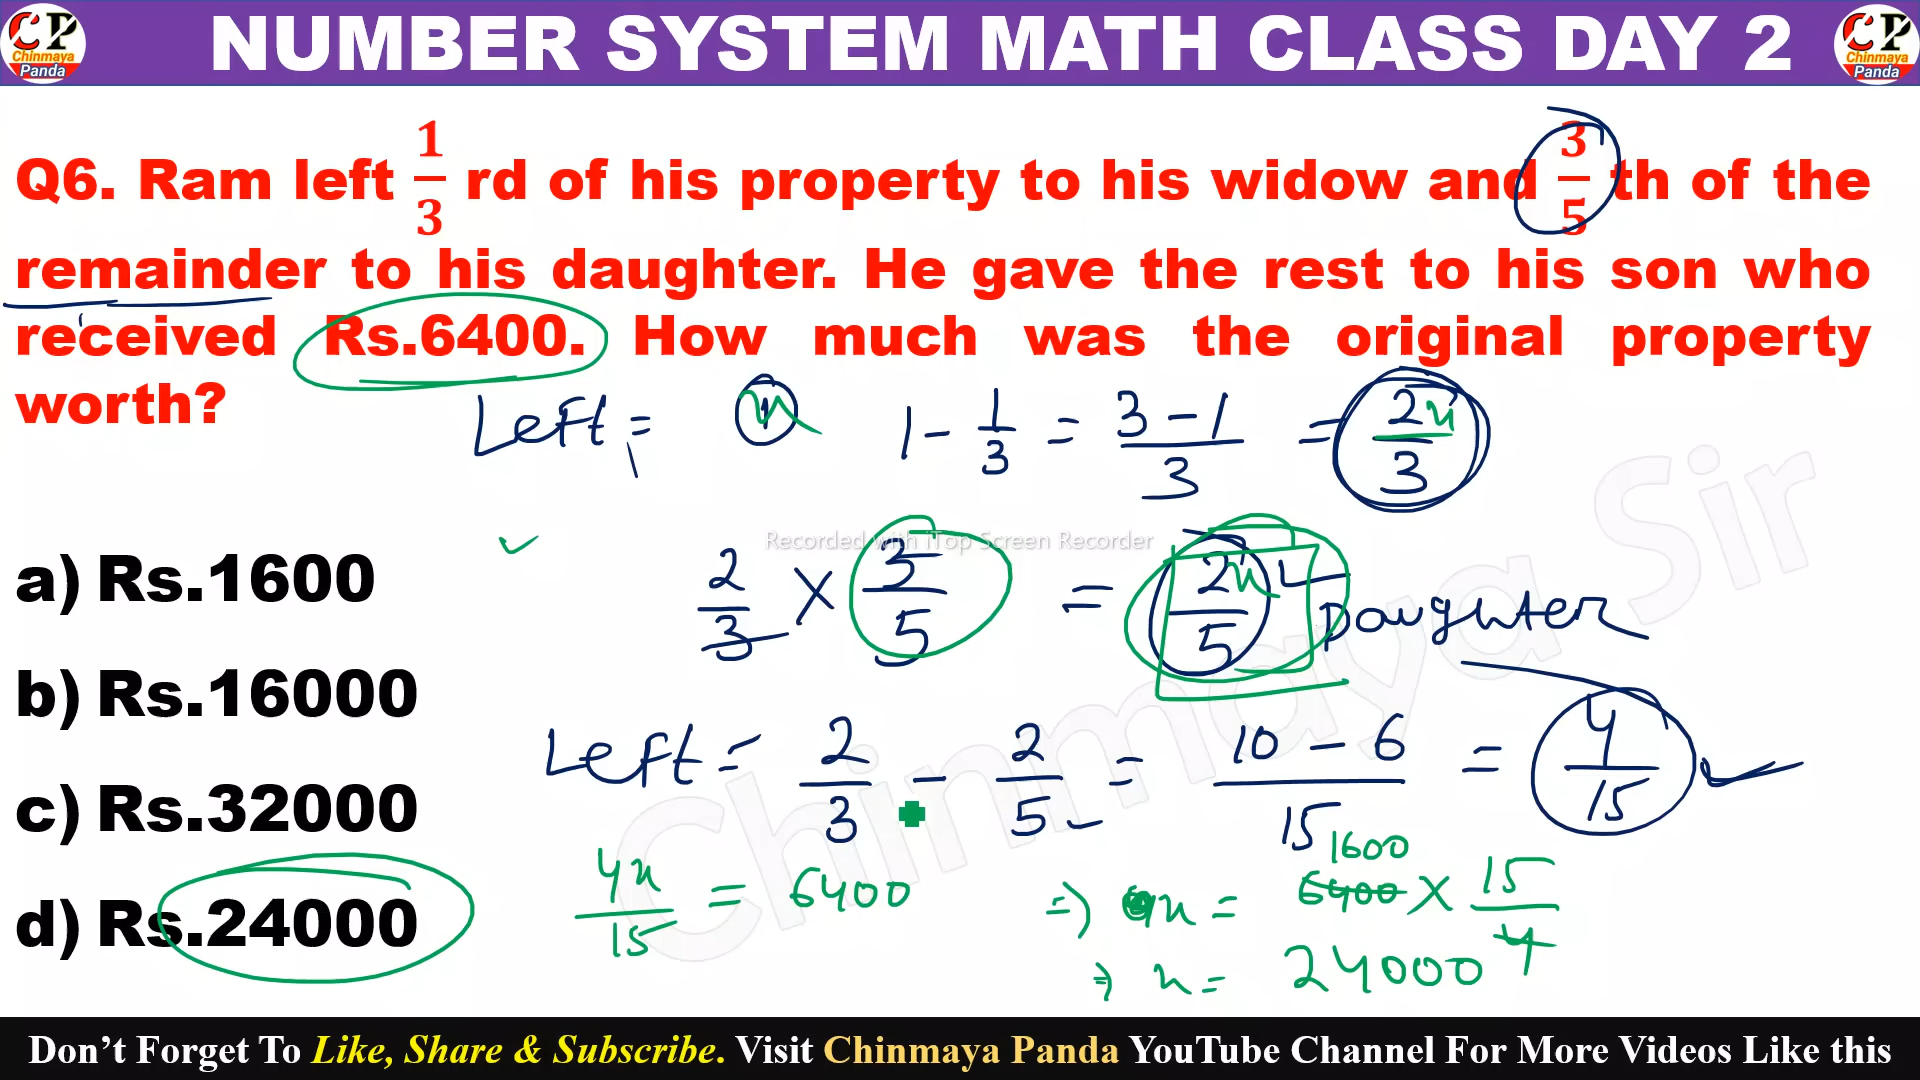 CP NUMBER SYSTEM MATH CLASS DAY 2 CP
Chinmaya Panda
Chinmaya Panda
Q6. Ram left 1/3 rd of his property to his widow and 3/5 th of the
remainder to his daughter. He gave the rest to his son who
received Rs.6400. How much was the original property
worth?
Left = x 1 - 1/3 = 3 - 1/3 = 2x/3
Recorded with iTop Screen Recorder
a) Rs.1600
2/3 × 3/5 = 2x/5 Daughter
b) Rs.16000
Left = 2/3 - 2/5 = 10 - 6/15 = 4/15
c) Rs.32000
4x/15 = 6400 => x = 6400 × 15/4
1600
d) Rs.24000
=> x = 24000
Chinmaya Sir
Don’t Forget To Like, Share & Subscribe. Visit Chinmaya Panda YouTube Channel For More Videos Like this